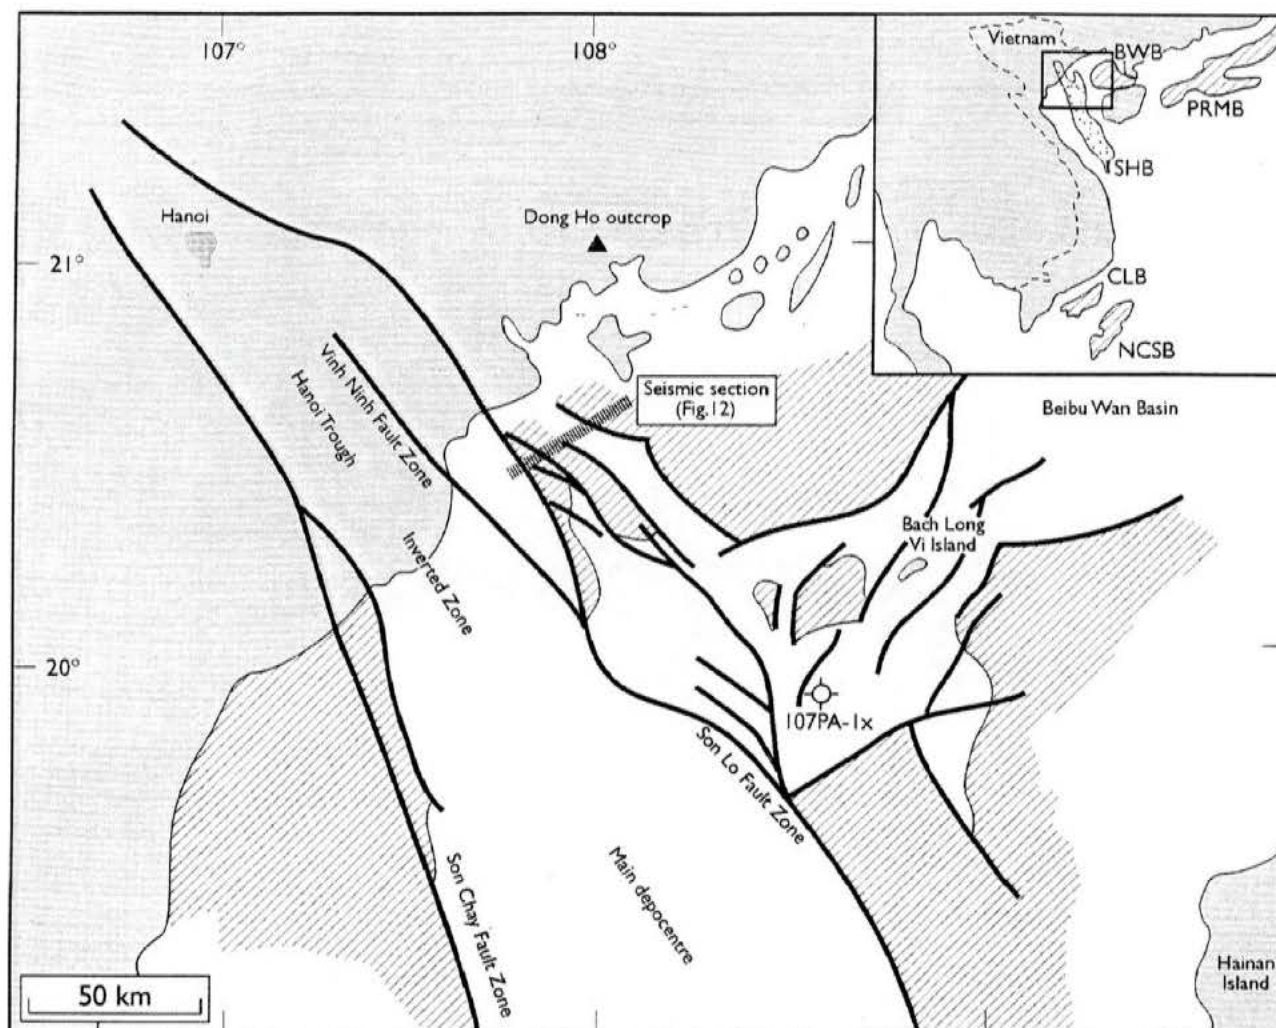 107°
108°
Vietnam
BWB
PRMB
SHB
CLB
NCSB
Hanoi
Dong Ho outcrop
21°
Vinh Ninh Fault Zone
Hanoi Trough
Seismic section
(Fig.12)
Beibu Wan Basin
Bach Long
Vi Island
Inverted Zone
20°
107PA-1x
Son Lo Fault Zone
Main depocentre
Son Chay Fault Zone
50 km
Hainan
Island